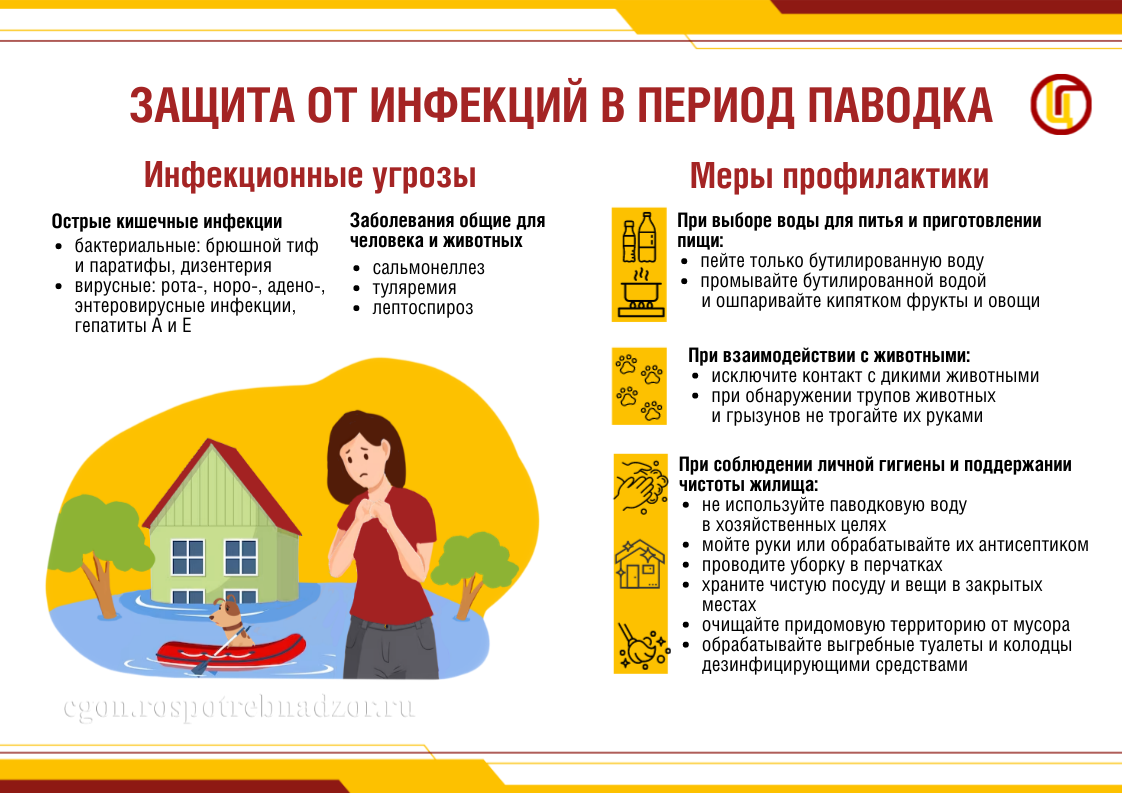 ЗАЩИТА ОТ ИНФЕКЦИЙ В ПЕРИОД ПАВОДКА
Инфекционные угрозы
Острые кишечные инфекции
• бактериальные: брюшной тиф
и паратифы, дизентерия
• вирусные: рота-, норо-, адено-,
энтеровирусные инфекции,
гепатиты А и Е
Заболевания общие для
человека и животных
• сальмонеллез
• туляремия
• лептоспироз
Меры профилактики
При выборе воды для питья и приготовлении
пищи:
• пейте только бутилированную воду
• промывайте бутилированной водой
и ошпаривайте кипятком фрукты и овощи
При взаимодействии с животными:
• исключите контакт с дикими животными
• при обнаружении трупов животных
и грызунов не трогайте их руками
При соблюдении личной гигиены и поддержании
чистоты жилища:
• не используйте паводковую воду
в хозяйственных целях
• мойте руки или обрабатывайте их антисептиком
• проводите уборку в перчатках
• храните чистую посуду и вещи в закрытых
местах
• очищайте придомовую территорию от мусора
• обрабатывайте выгребные туалеты и колодцы
дезинфицирующими средствами
cgon.rospotrebnadzor.ru